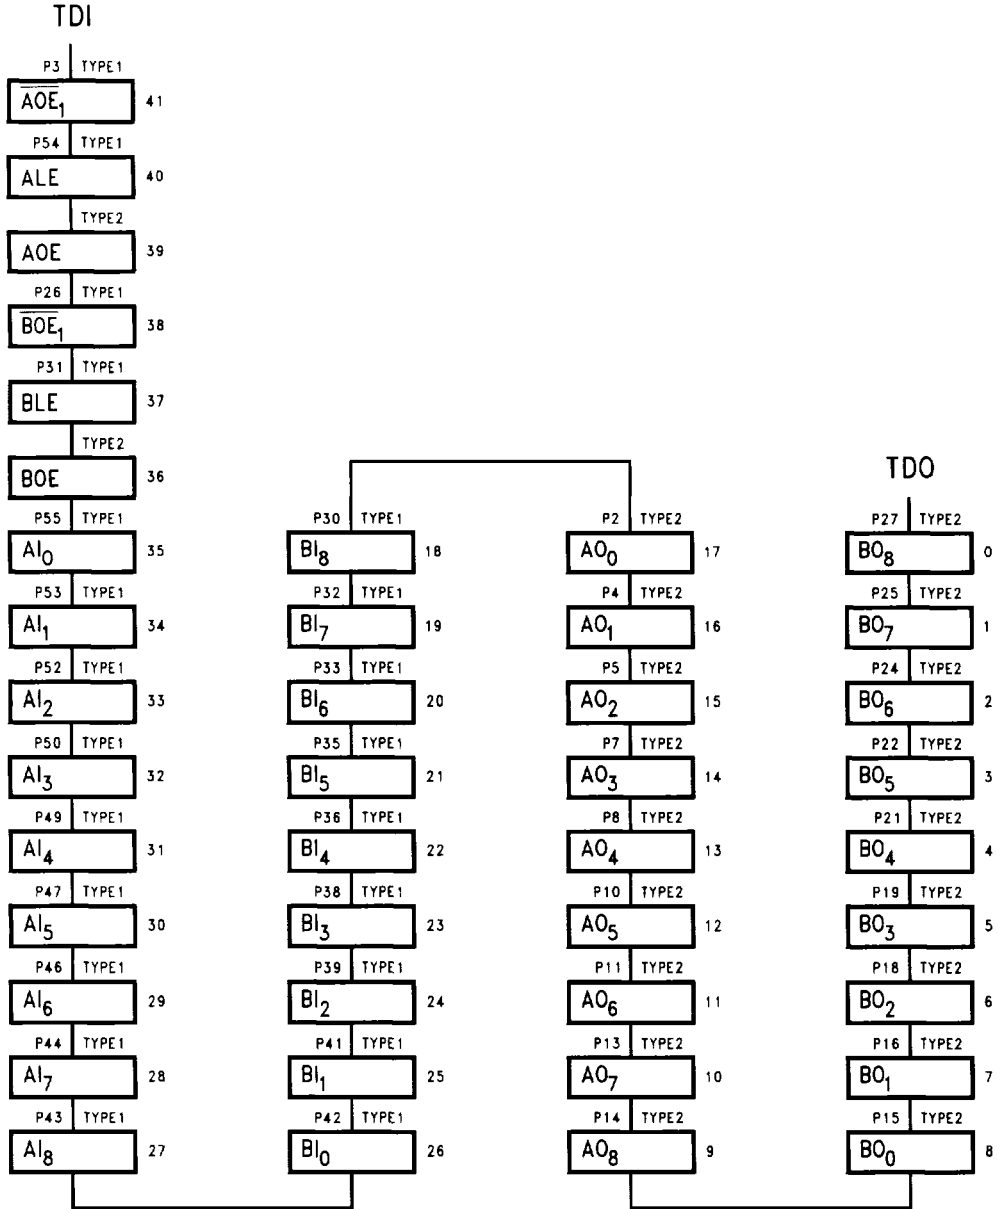 TDI
P3 TYPE1
AOE1 41
P54 TYPE1
ALE 40
TYPE2
AOE 39
P26 TYPE1
BOE1 38
P31 TYPE1
BLE 37
TYPE2
BOE 36
P55 TYPE1
AI0 35
P53 TYPE1
AI1 34
P52 TYPE1
AI2 33
P50 TYPE1
AI3 32
P49 TYPE1
AI4 31
P47 TYPE1
AI5 30
P46 TYPE1
AI6 29
P44 TYPE1
AI7 28
P43 TYPE1
AI8 27
P30 TYPE1
BI8 18
P32 TYPE1
BI7 19
P33 TYPE1
BI6 20
P35 TYPE1
BI5 21
P36 TYPE1
BI4 22
P38 TYPE1
BI3 23
P39 TYPE1
BI2 24
P41 TYPE1
BI1 25
P42 TYPE1
BI0 26
P2 TYPE2
AO0 17
P4 TYPE2
AO1 16
P5 TYPE2
AO2 15
P7 TYPE2
AO3 14
P8 TYPE2
AO4 13
P10 TYPE2
AO5 12
P11 TYPE2
AO6 11
P13 TYPE2
AO7 10
P14 TYPE2
AO8 9
TDO
P27 TYPE2
BO8 0
P25 TYPE2
BO7 1
P24 TYPE2
BO6 2
P22 TYPE2
BO5 3
P21 TYPE2
BO4 4
P19 TYPE2
BO3 5
P18 TYPE2
BO2 6
P16 TYPE2
BO1 7
P15 TYPE2
BO0 8